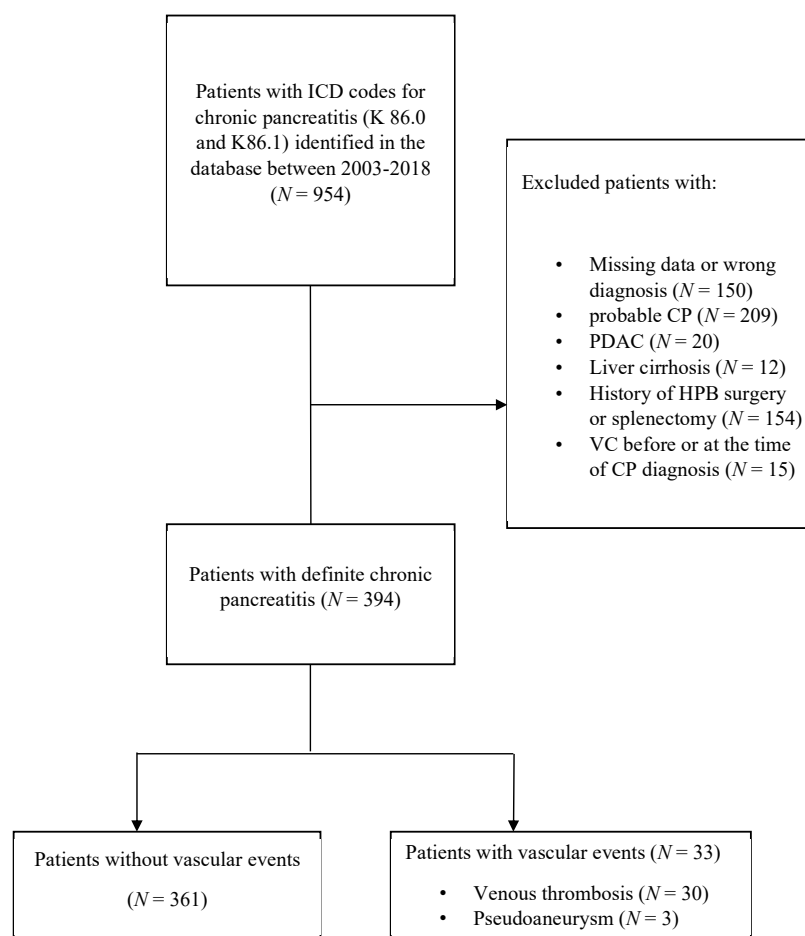 Patients with ICD codes for
chronic pancreatitis (K 86.0
and K86.1) identified in the
database between 2003-2018
(N = 954)
Excluded patients with:
• Missing data or wrong
diagnosis (N = 150)
• probable CP (N = 209)
• PDAC (N = 20)
• Liver cirrhosis (N = 12)
• History of HPB surgery
or splenectomy (N = 154)
• VC before or at the time
of CP diagnosis (N = 15)
Patients with definite chronic
pancreatitis (N = 394)
Patients without vascular events
(N = 361)
Patients with vascular events (N = 33)
• Venous thrombosis (N = 30)
• Pseudoaneurysm (N = 3)